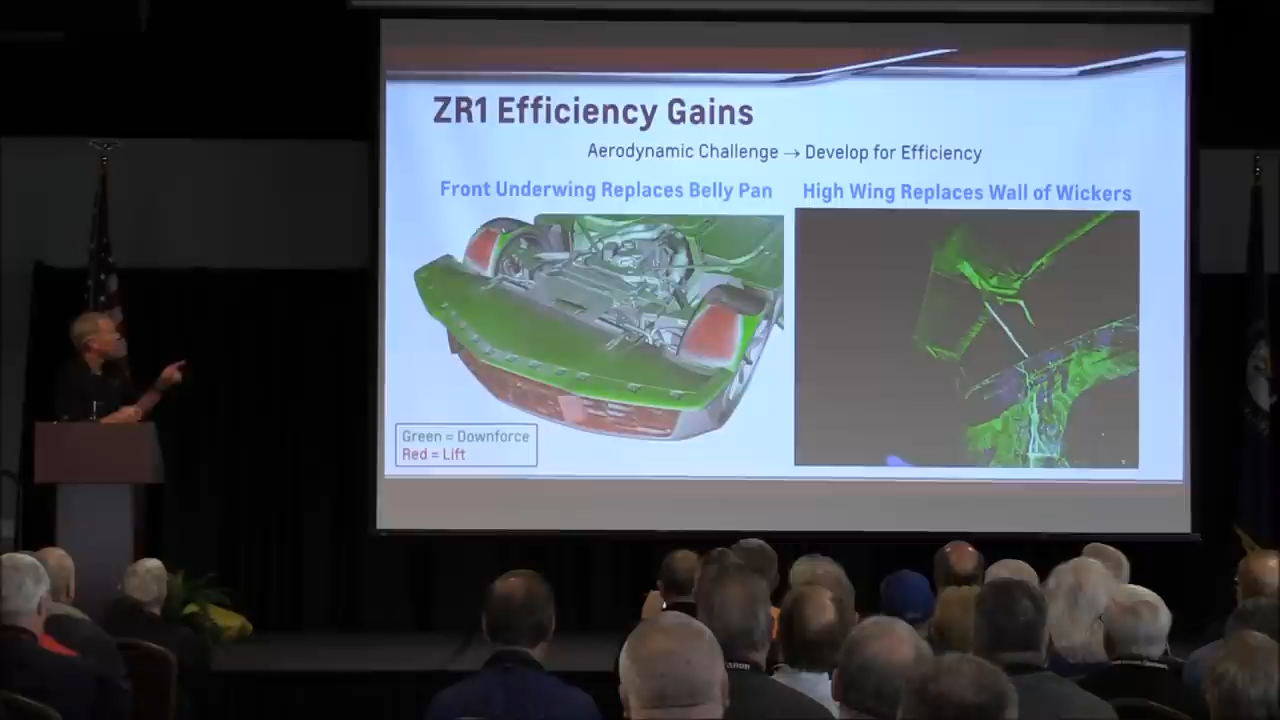 ZR1 Efficiency Gains
Aerodynamic Challenge → Develop for Efficiency
Front Underwing Replaces Belly Pan
High Wing Replaces Wall of Wickers
Green = Downforce
Red = Lift